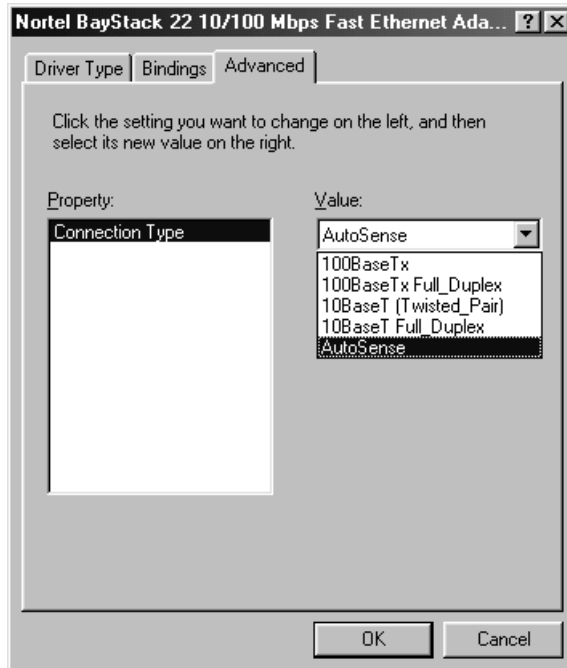 Nortel BayStack 22 10/100 Mbps Fast Ethernet Ada...
Driver Type Bindings Advanced
Click the setting you want to change on the left, and then
select its new value on the right.
Property: Value:
Connection Type AutoSense
100BaseTx
100BaseTx Full_Duplex
10BaseT (Twisted_Pair)
10BaseT Full_Duplex
AutoSense
OK Cancel